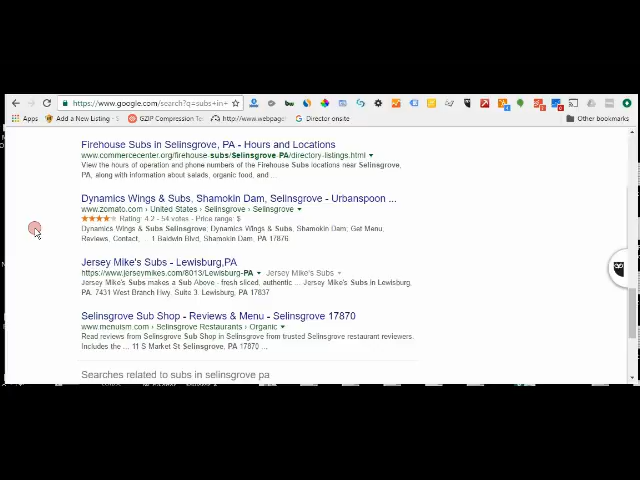 https://www.google.com/search?q=subs+in+
Apps Add a New Listing - S GZIP Compression Te http://www.webpage Director onsite Other bookmarks
Firehouse Subs in Selinsgrove, PA - Hours and Locations
www.commercecenter.org/firehouse-subs/Selinsgrove-PA/directory-listings.html
View the hours of operation and phone numbers of the Firehouse Subs locations near Selinsgrove,
PA, along with information about salads, organic food, and ...
Dynamics Wings & Subs, Shamokin Dam, Selinsgrove - Urbanspoon ...
www.zomato.com › United States › Selinsgrove › Selinsgrove
Rating: 4.2 - 54 votes - Price range: $
Dynamics Wings & Subs Selinsgrove; Dynamics Wings & Subs, Shamokin Dam; Get Menu,
Reviews, Contact, ... 1 Baldwin Blvd, Shamokin Dam, PA 17876.
Jersey Mike's Subs - Lewisburg,PA
https://www.jerseymikes.com/8013/Lewisburg-PA Jersey Mike's Subs
Jersey Mike's Subs makes a Sub Above - fresh sliced, authentic ... Jersey Mike's Subs in Lewisburg,
PA. 7431 West Branch Hwy, Suite 3. Lewisburg, PA 17837
Selinsgrove Sub Shop - Reviews & Menu - Selinsgrove 17870
www.menuism.com › Selinsgrove Restaurants › Organic
Read reviews from Selinsgrove Sub Shop in Selinsgrove from trusted Selinsgrove restaurant reviewers.
Includes the ... 11 S Market St Selinsgrove, PA 17870 ...
Searches related to subs in selinsgrove pa